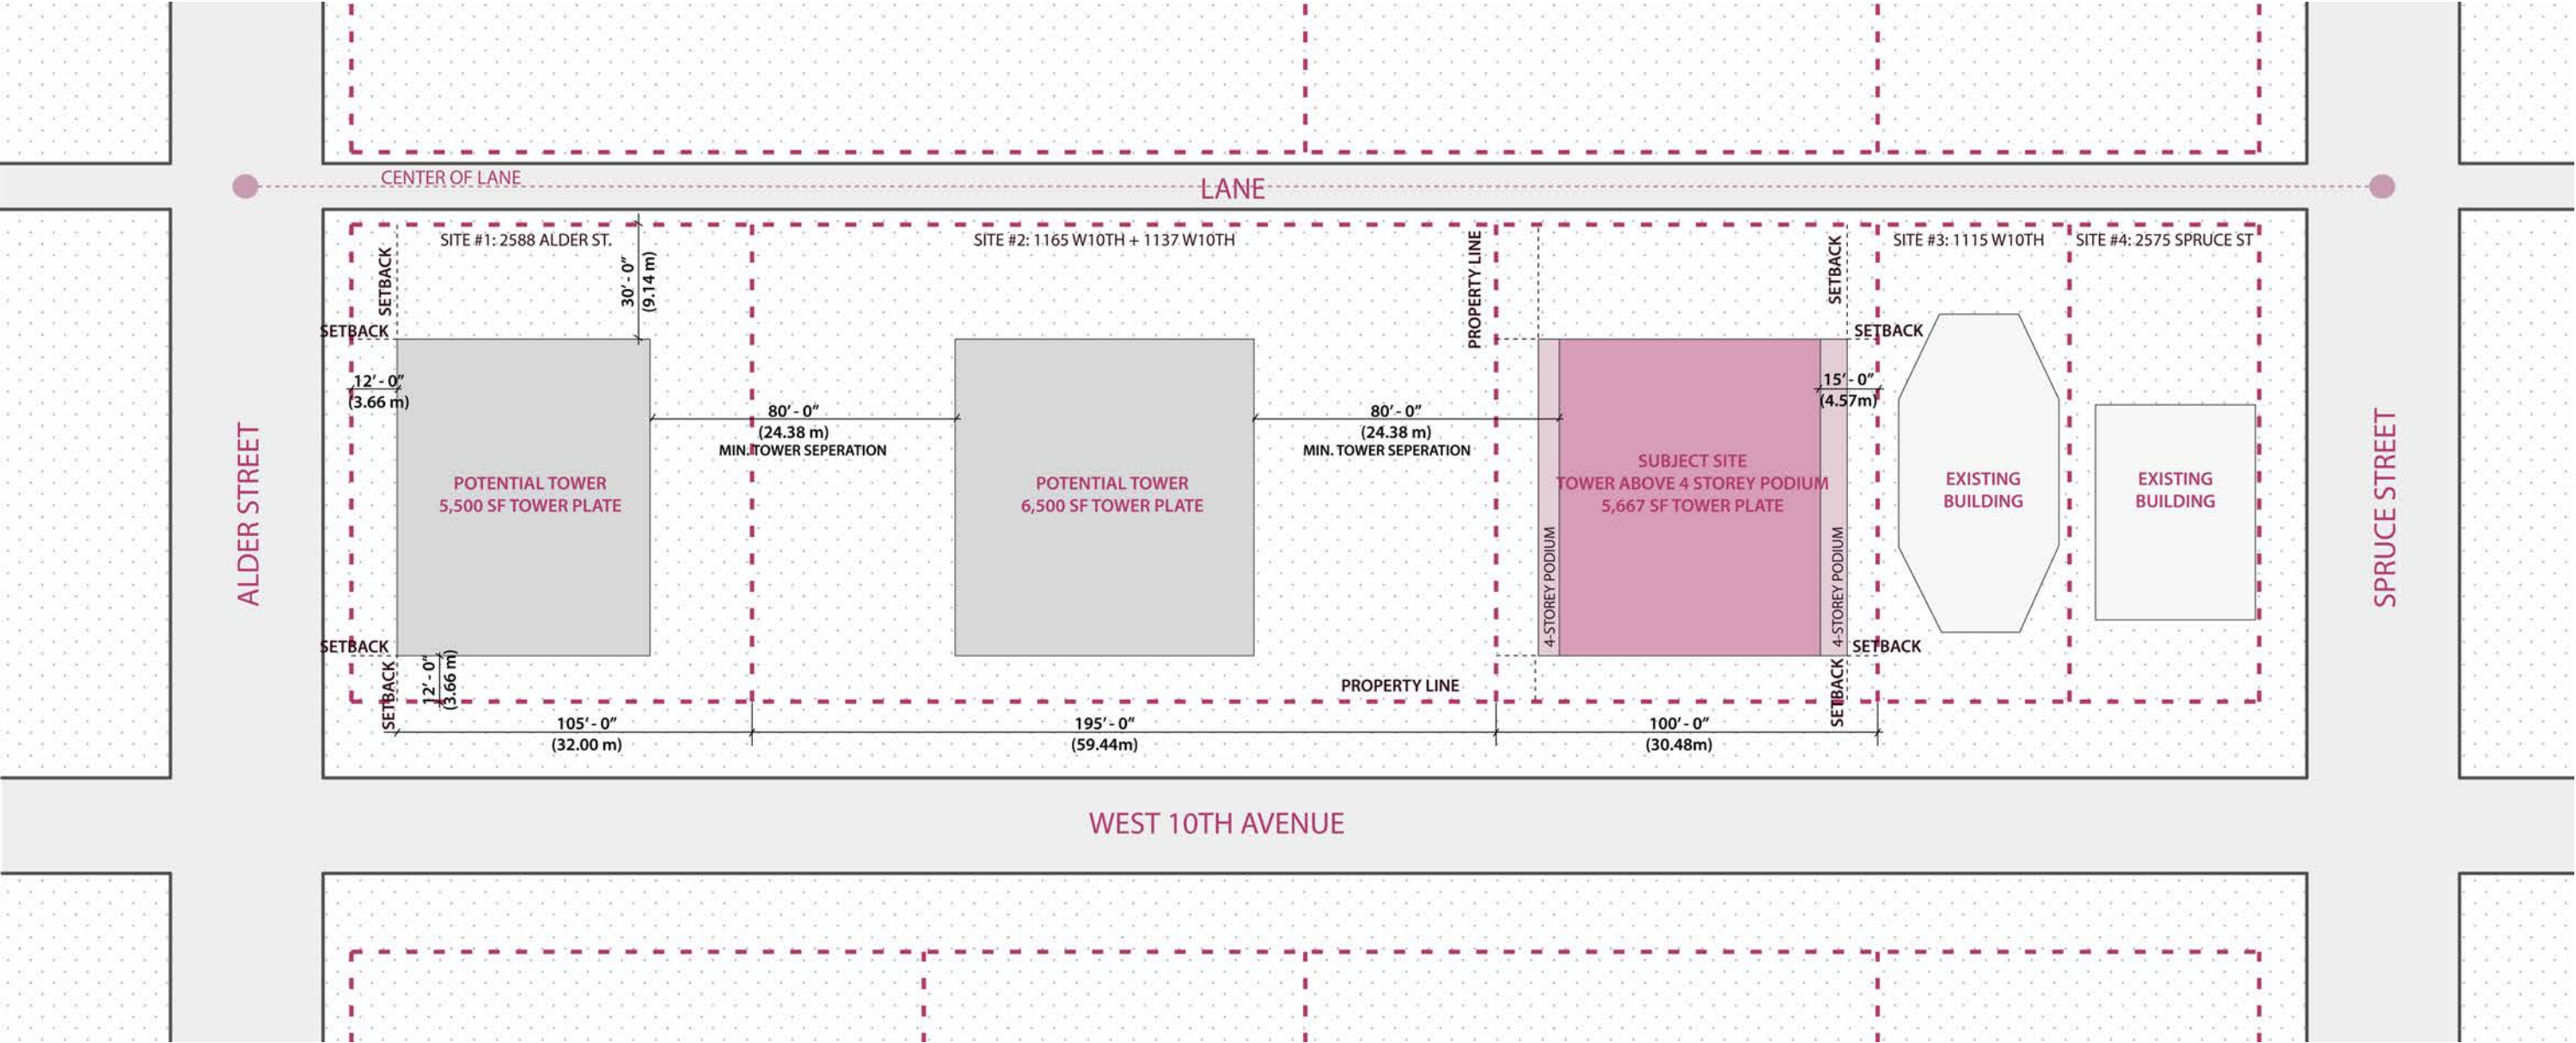 CENTER OF LANE
LANE
SITE #1: 2588 ALDER ST.
SITE #2: 1165 W10TH + 1137 W10TH
SITE #3: 1115 W10TH
SITE #4: 2575 SPRUCE ST
SETBACK
30' - 0"
(9.14 m)
PROPERTY LINE
SETBACK
SETBACK
SETBACK
12' - 0"
(3.66 m)
15' - 0"
(4.57m)
80' - 0"
(24.38 m)
MIN. TOWER SEPERATION
80' - 0"
(24.38 m)
MIN. TOWER SEPERATION
ALDER STREET
POTENTIAL TOWER
5,500 SF TOWER PLATE
POTENTIAL TOWER
6,500 SF TOWER PLATE
SUBJECT SITE
TOWER ABOVE 4 STOREY PODIUM
5,667 SF TOWER PLATE
4-STOREY PODIUM
4-STOREY PODIUM
EXISTING
BUILDING
EXISTING
BUILDING
SPRUCE STREET
SETBACK
SETBACK
SETBACK
12' - 0"
(3.66 m)
PROPERTY LINE
SETBACK
105' - 0"
(32.00 m)
195' - 0"
(59.44m)
100' - 0"
(30.48m)
WEST 10TH AVENUE